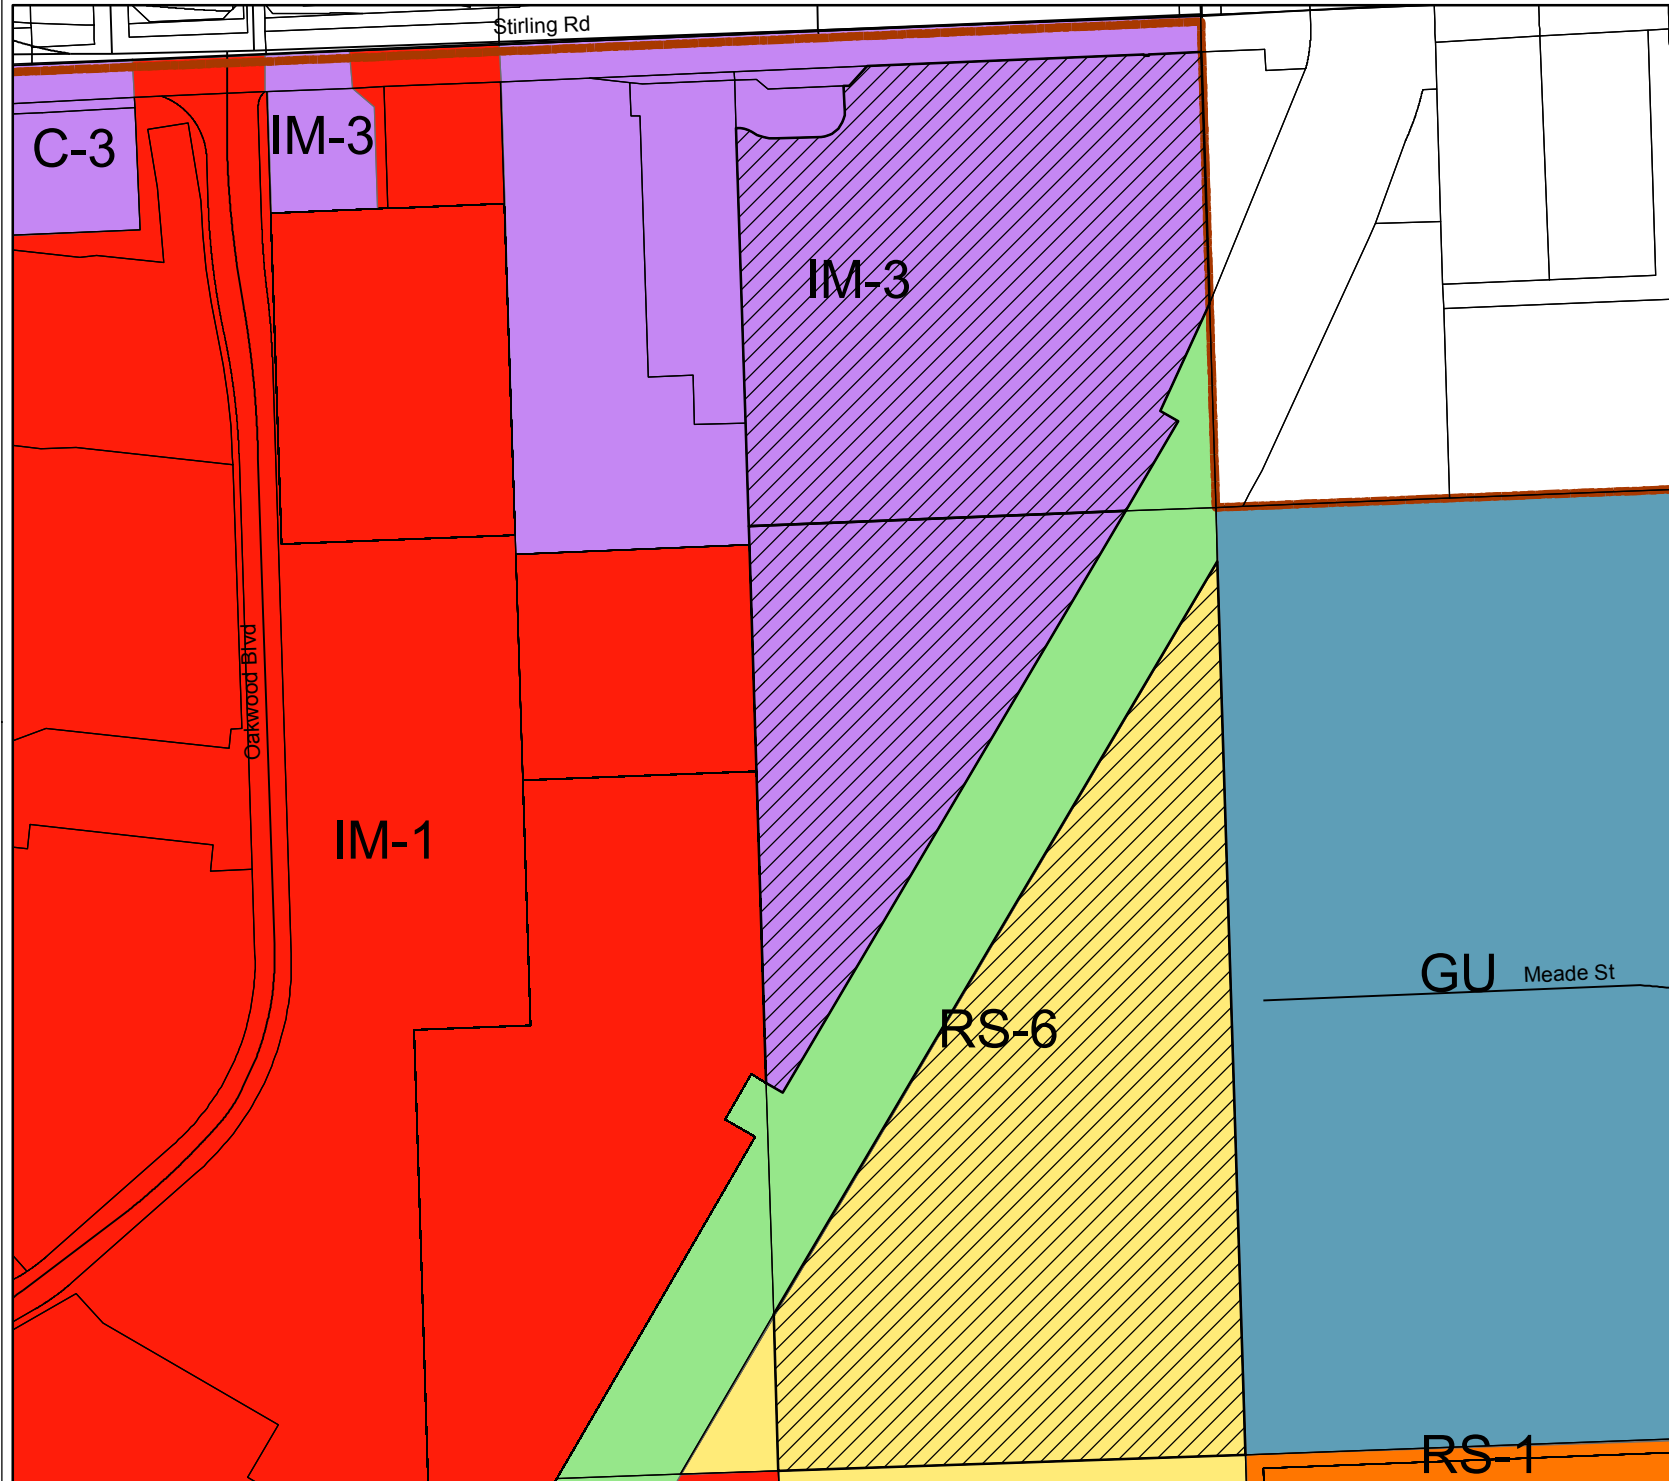 Stirling Rd
C-3
IM-3
IM-3
Oakwood Blvd
IM-1
GU
Meade St
RS-6
RS-1